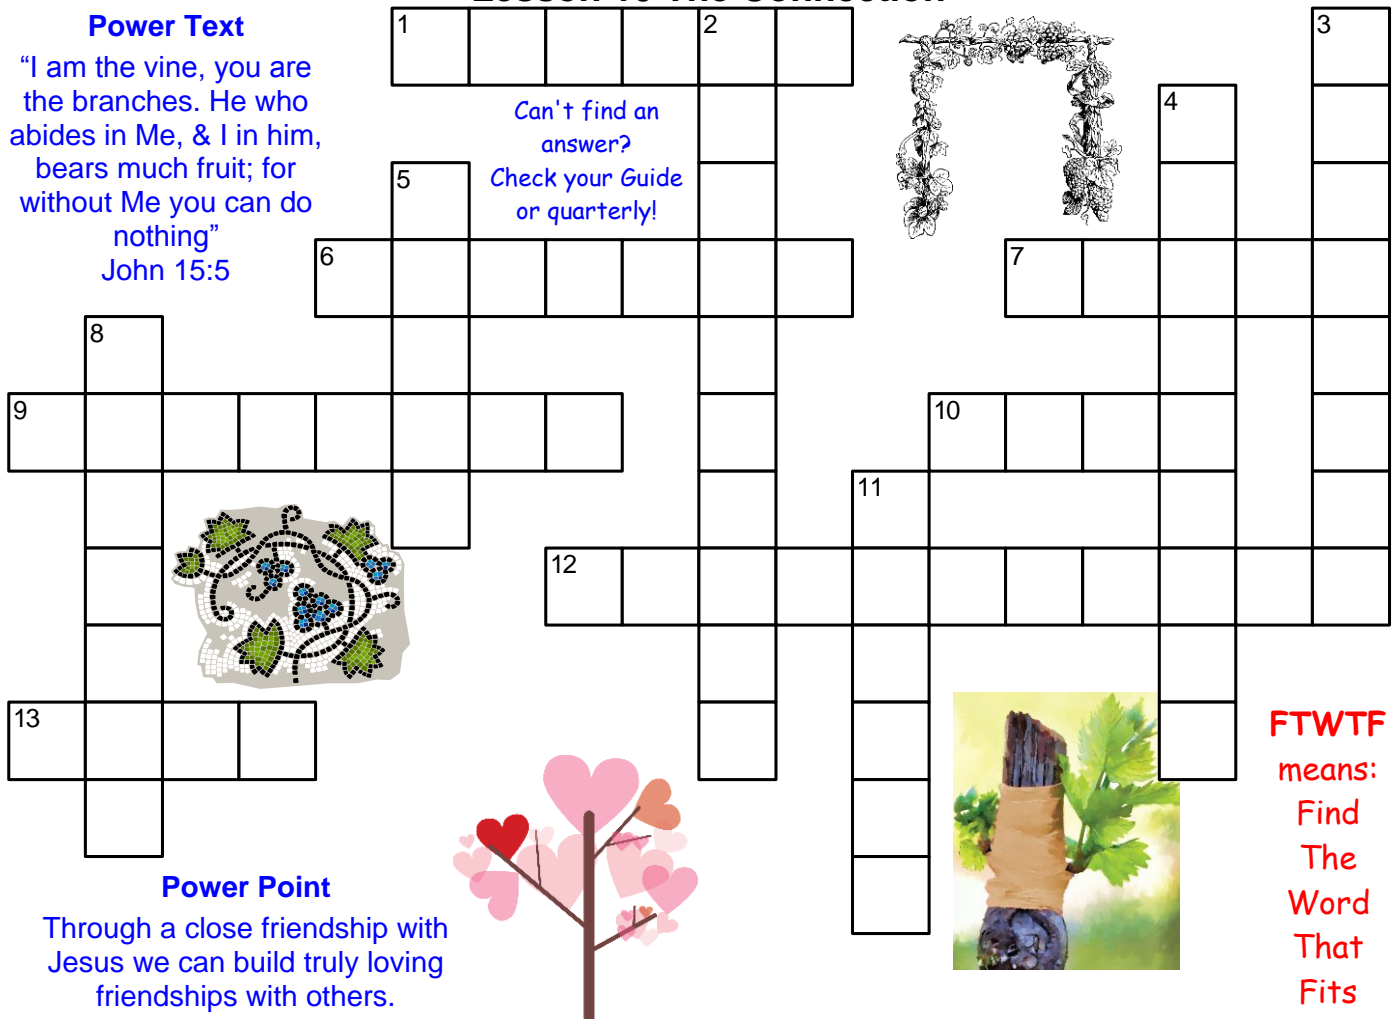 Power Text
“I am the vine, you are
the branches. He who
abides in Me, & I in him,
bears much fruit; for
without Me you can do
nothing”
John 15:5
1
2
3
Can't find an
answer?
Check your Guide
or quarterly!
4
5
6
7
8
9
10
11
12
13
FTWTF
means:
Find
The
Word
That
Fits
Power Point
Through a close friendship with
Jesus we can build truly loving
friendships with others.